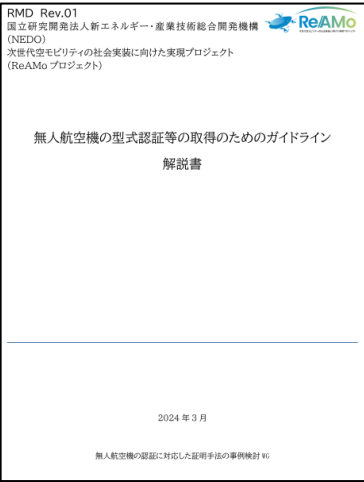 RMD Rev.01
国立研究開発法人新エネルギー・産業技術総合開発機構
(NEDO)
次世代空モビリティの社会実装に向けた実現プロジェクト
(ReAMo プロジェクト)
ReAMo
無人航空機の型式認証等の取得のためのガイドライン
解説書
2024 年 3 月
無人航空機の認証に対応した証明手法の事例検討 WG